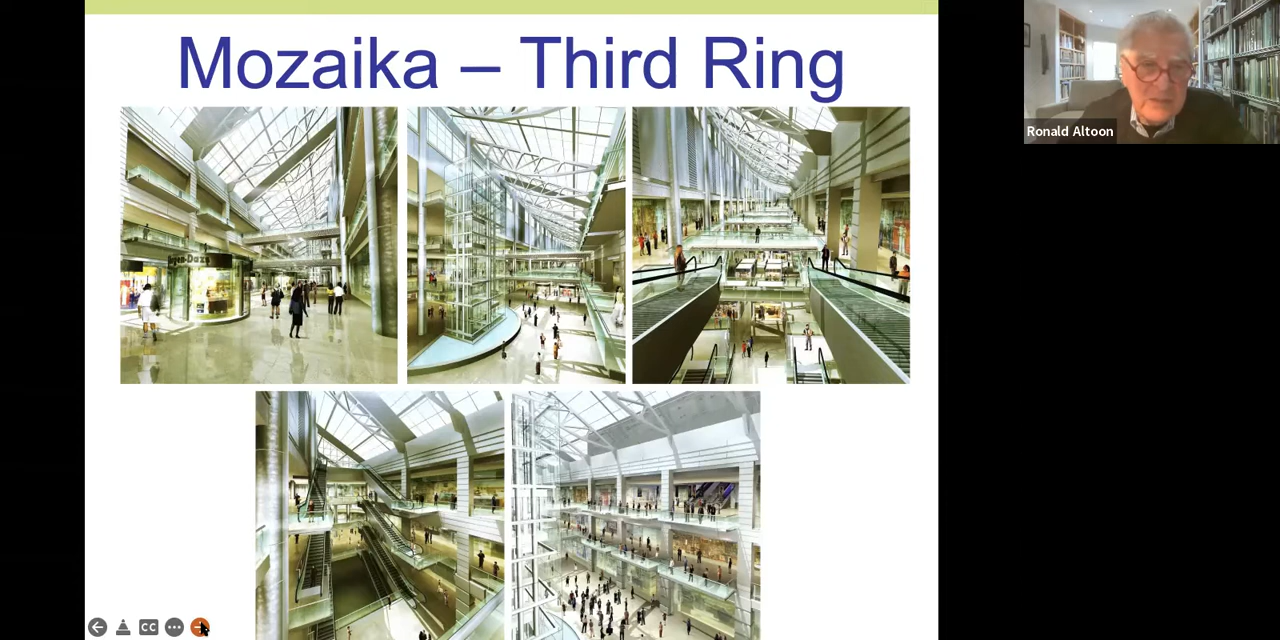 Mozaika – Third Ring
Ronald Altoon
CC